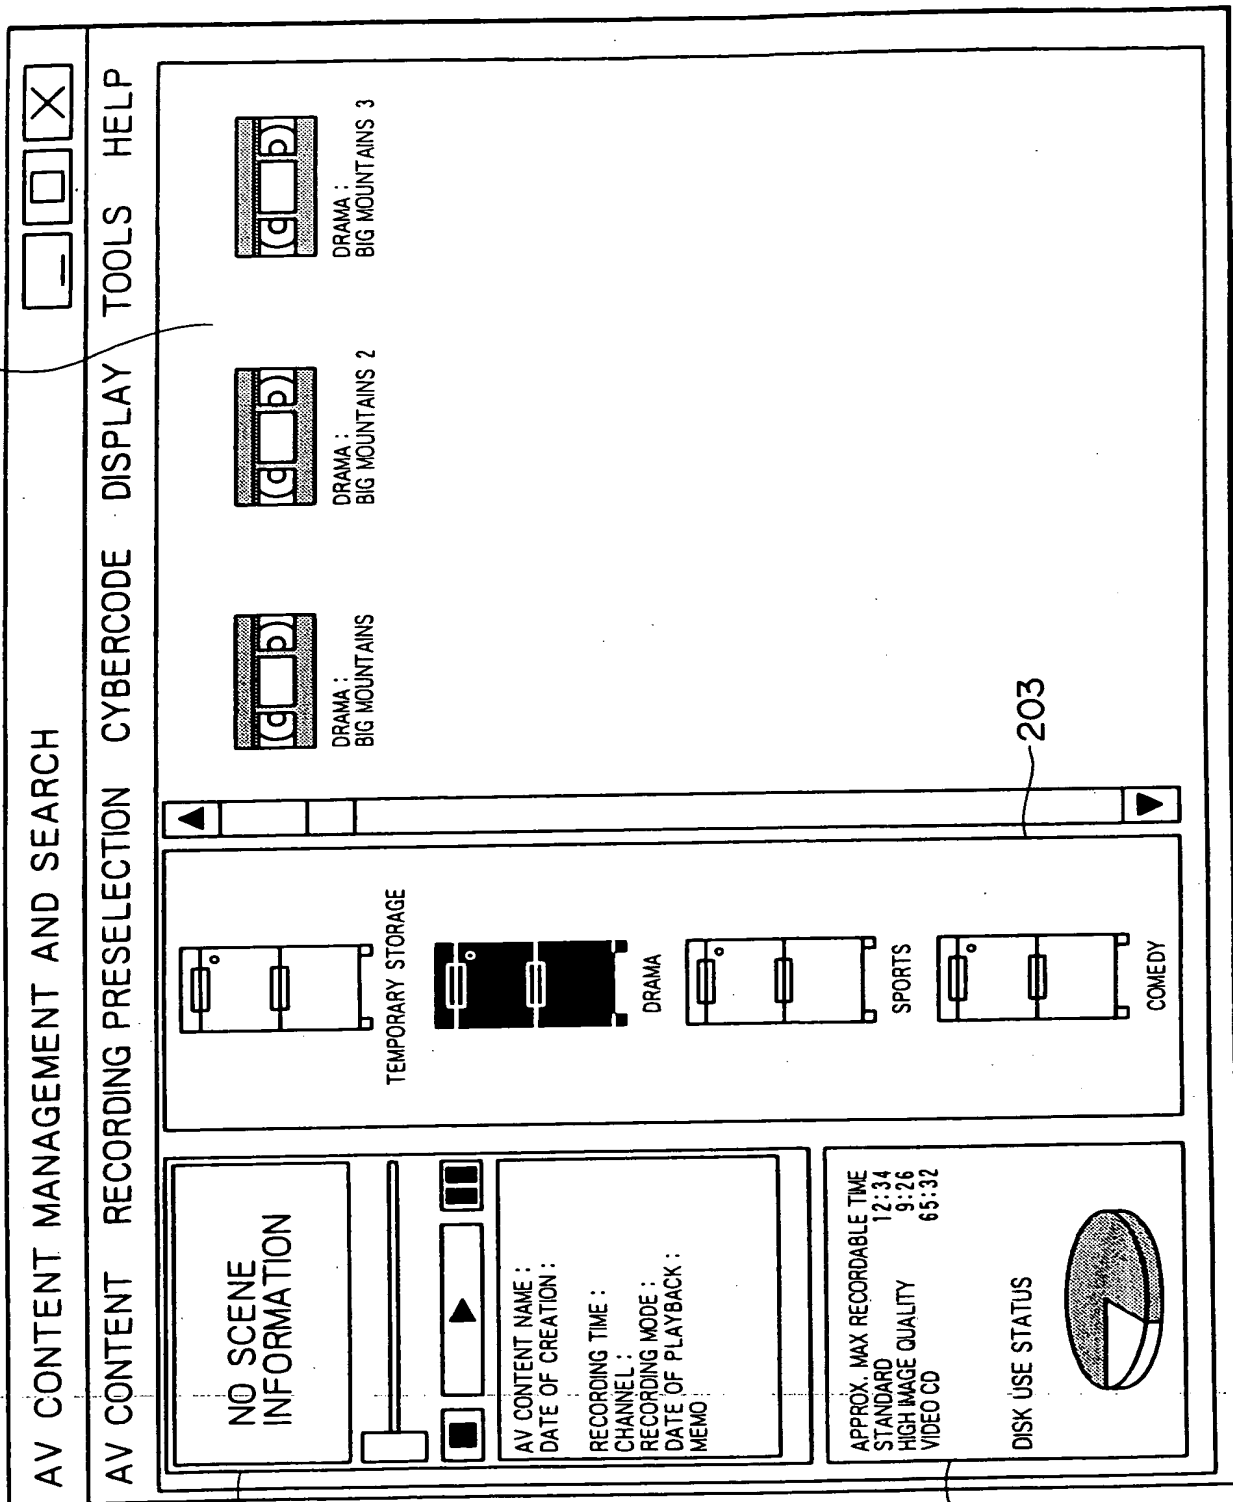 AV CONTENT MANAGEMENT AND SEARCH
AV CONTENT RECORDING PRESELECTION CYBERCODE DISPLAY TOOLS HELP
NO SCENE
INFORMATION
AV CONTENT NAME :
DATE OF CREATION :
RECORDING TIME :
CHANNEL :
RECORDING MODE :
DATE OF PLAYBACK :
MEMO
APPROX. MAX RECORDABLE TIME
STANDARD 12:34
HIGH IMAGE QUALITY 9:26
VIDEO CD 65:32
DISK USE STATUS
TEMPORARY STORAGE
DRAMA
SPORTS
COMEDY
203
DRAMA :
BIG MOUNTAINS
DRAMA :
BIG MOUNTAINS 2
DRAMA :
BIG MOUNTAINS 3